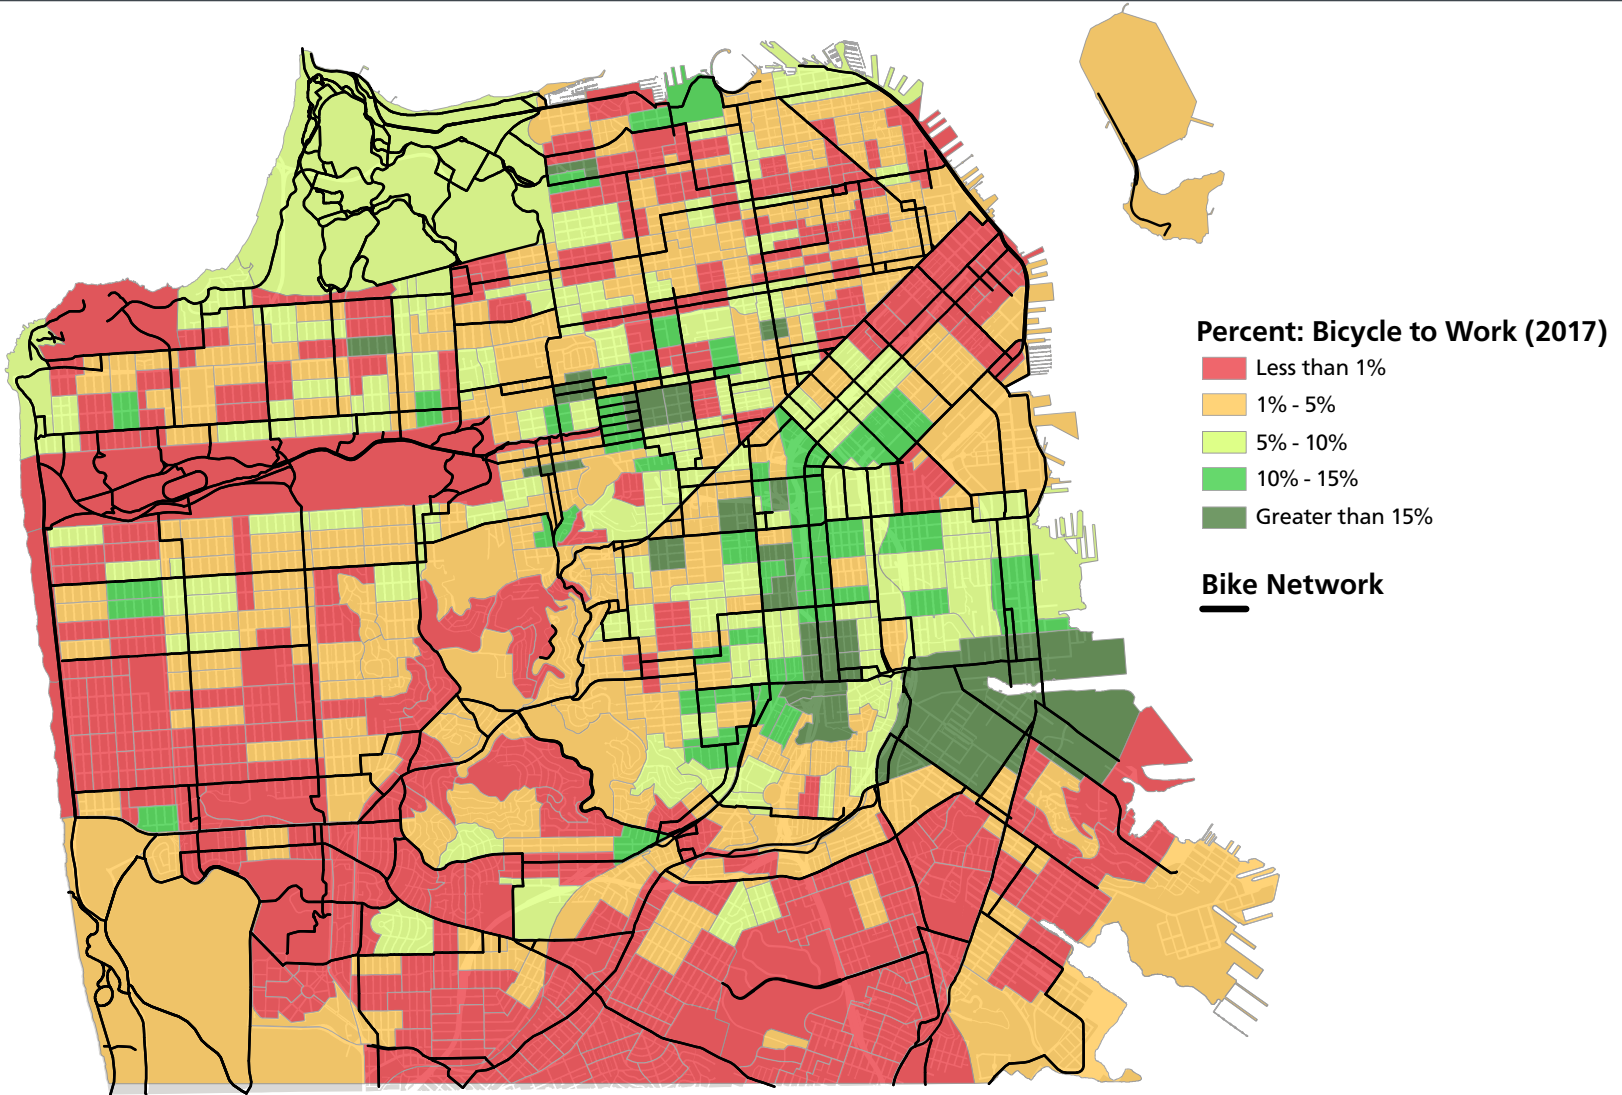 Percent: Bicycle to Work (2017)
Less than 1%
1% - 5%
5% - 10%
10% - 15%
Greater than 15%
Bike Network